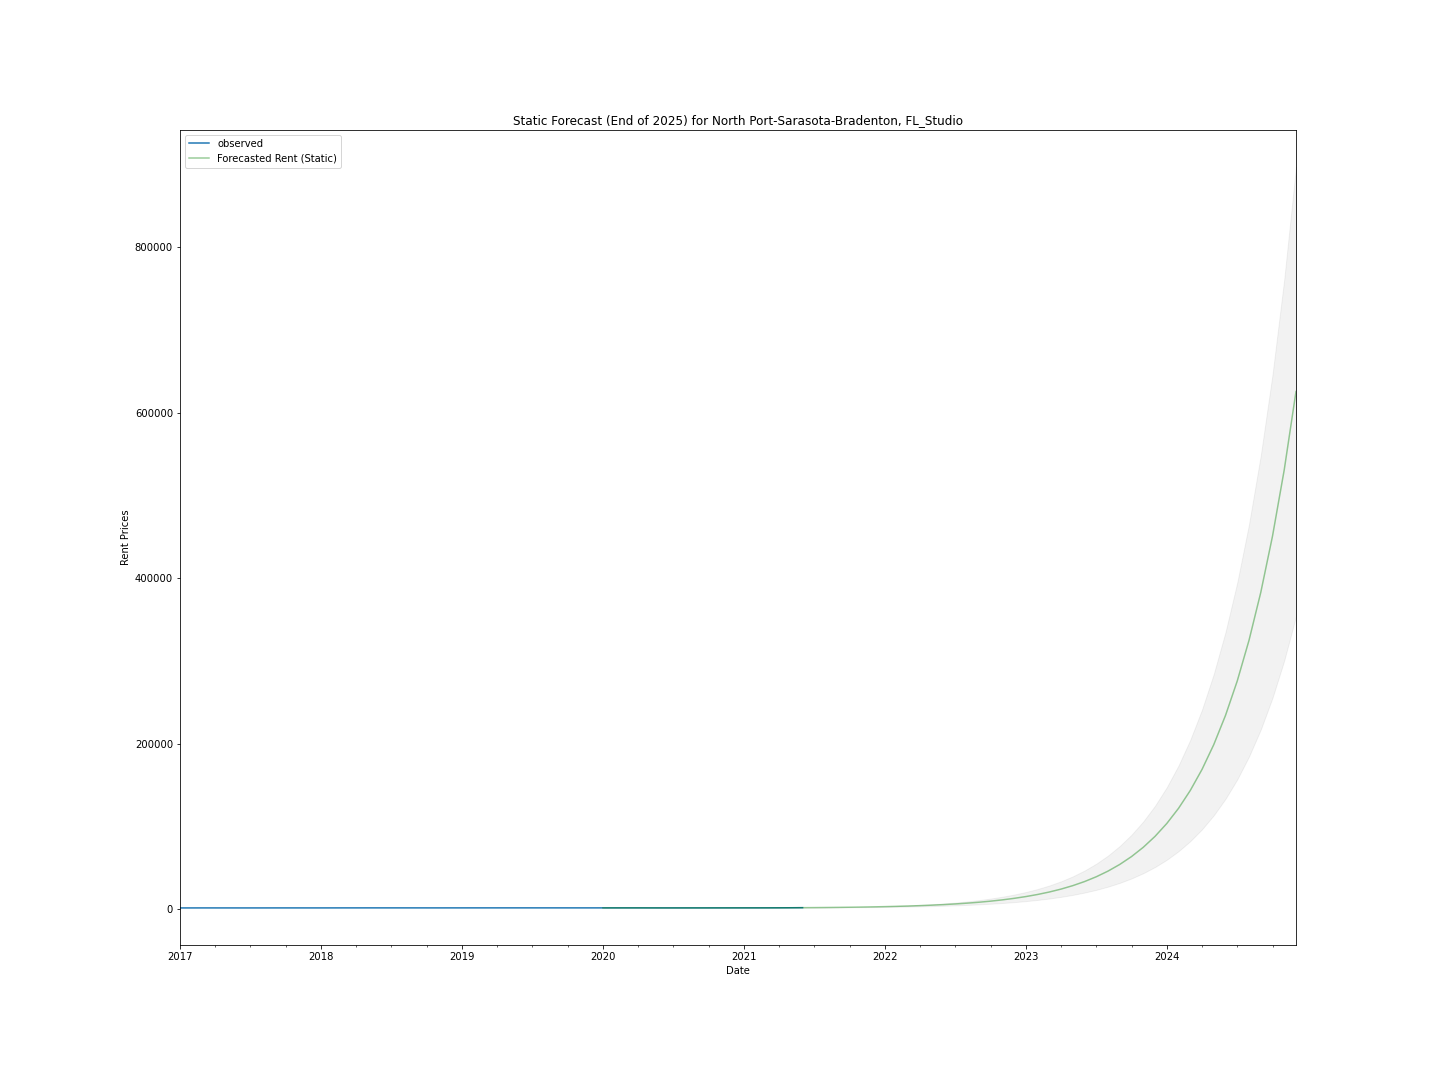 Static Forecast (End of 2025) for North Port-Sarasota-Bradenton, FL_Studio
observed
Forecasted Rent (Static)
800000
600000
400000
200000
0
Rent Prices
2017 2018 2019 2020 2021 2022 2023 2024
Date